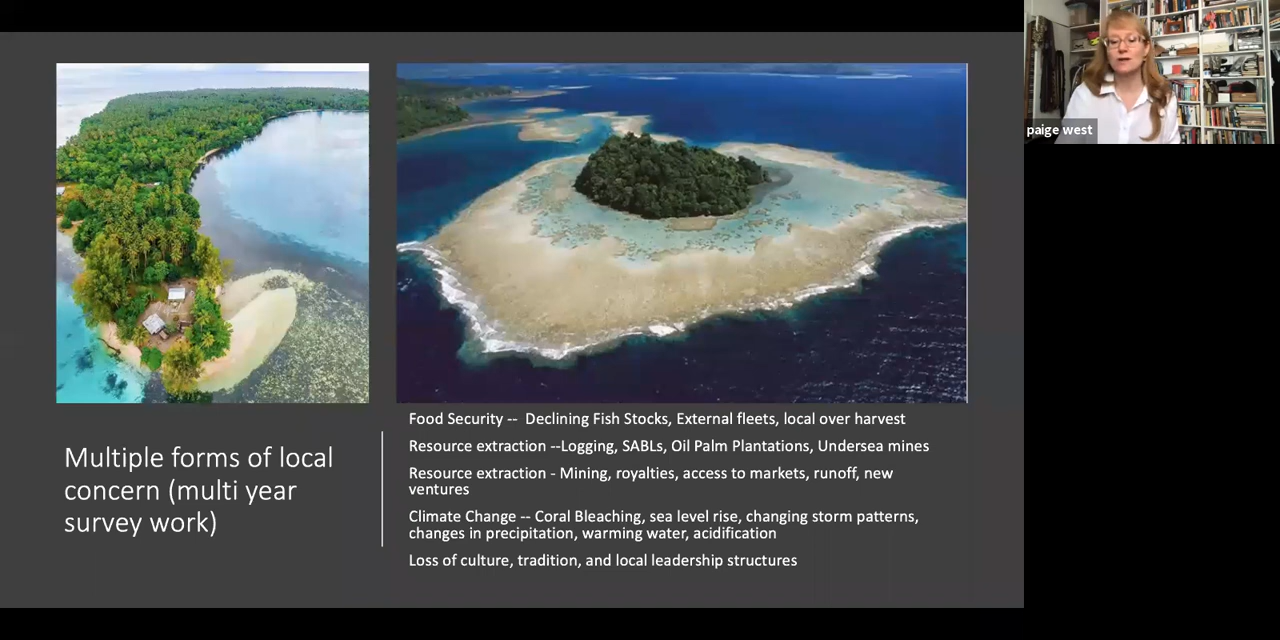 paige west
Food Security -- Declining Fish Stocks, External fleets, local over harvest
Resource extraction --Logging, SABLs, Oil Palm Plantations, Undersea mines
Resource extraction - Mining, royalties, access to markets, runoff, new
ventures
Climate Change -- Coral Bleaching, sea level rise, changing storm patterns,
changes in precipitation, warming water, acidification
Loss of culture, tradition, and local leadership structures
Multiple forms of local
concern (multi year
survey work)